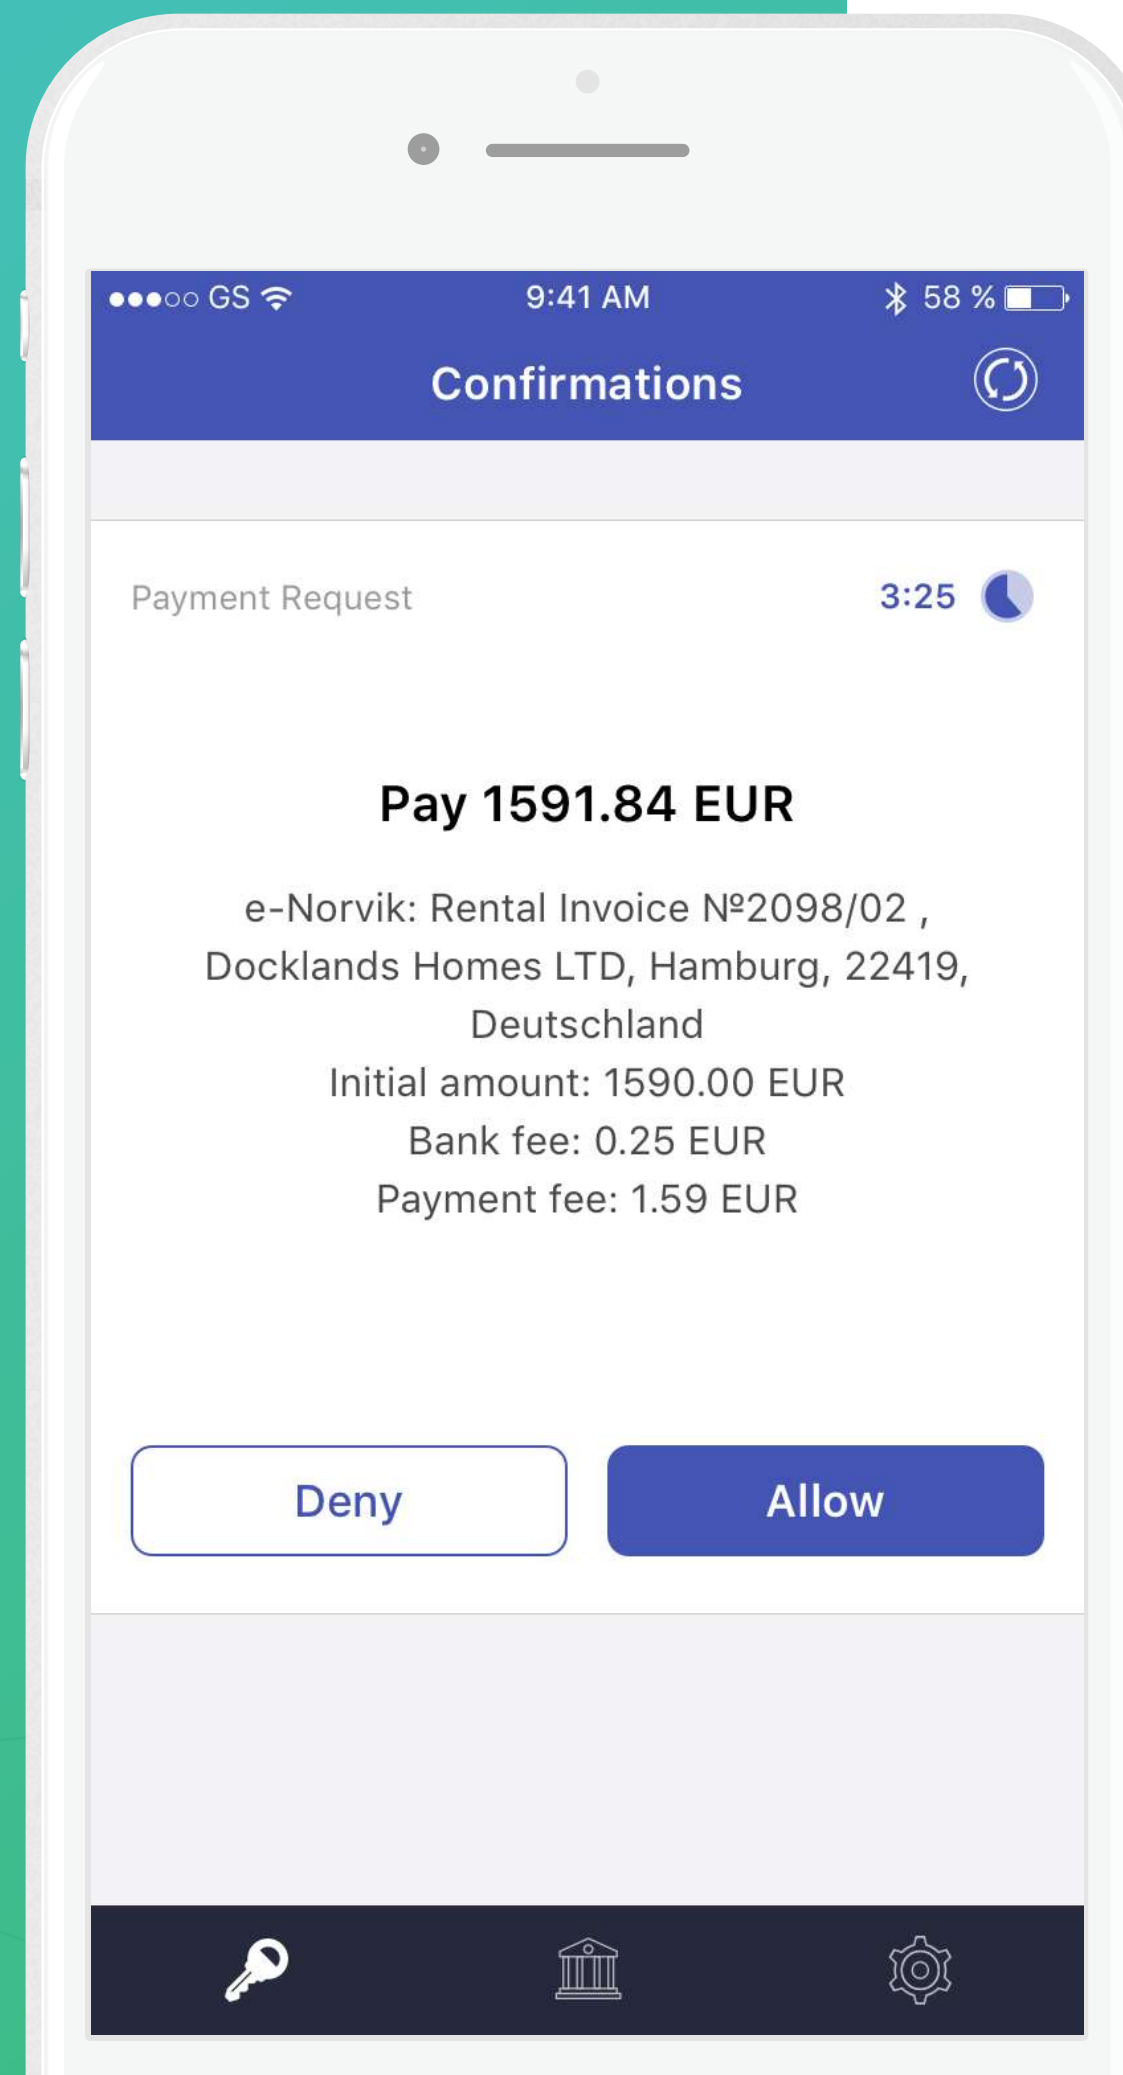 GS 9:41 AM 58 %
Confirmations
Payment Request 3:25
Pay 1591.84 EUR
e-Norvik: Rental Invoice №2098/02 ,
Docklands Homes LTD, Hamburg, 22419,
Deutschland
Initial amount: 1590.00 EUR
Bank fee: 0.25 EUR
Payment fee: 1.59 EUR
Deny Allow